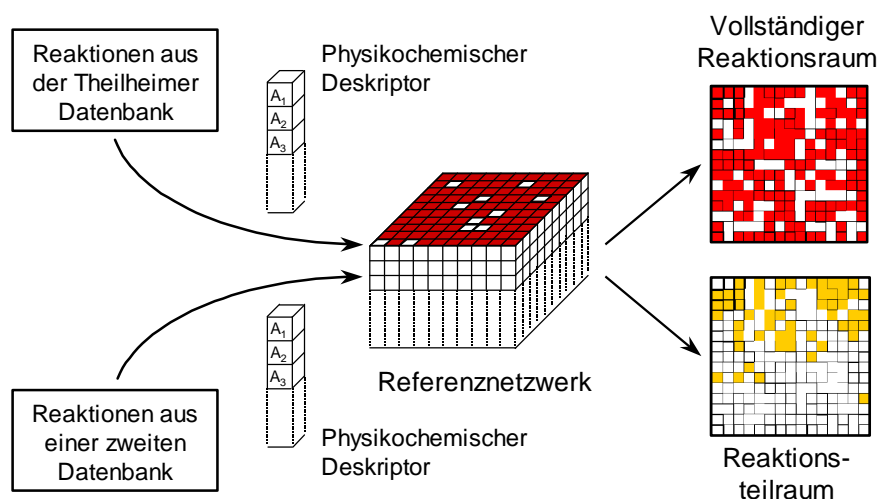 Reaktionen aus
der Theilheimer
Datenbank
Physikochemischer
Deskriptor
A1
A2
A3
Vollständiger
Reaktionsraum
Referenznetzwerk
Reaktionen aus
einer zweiten
Datenbank
A1
A2
A3
Physikochemischer
Deskriptor
Reaktions-
teilraum